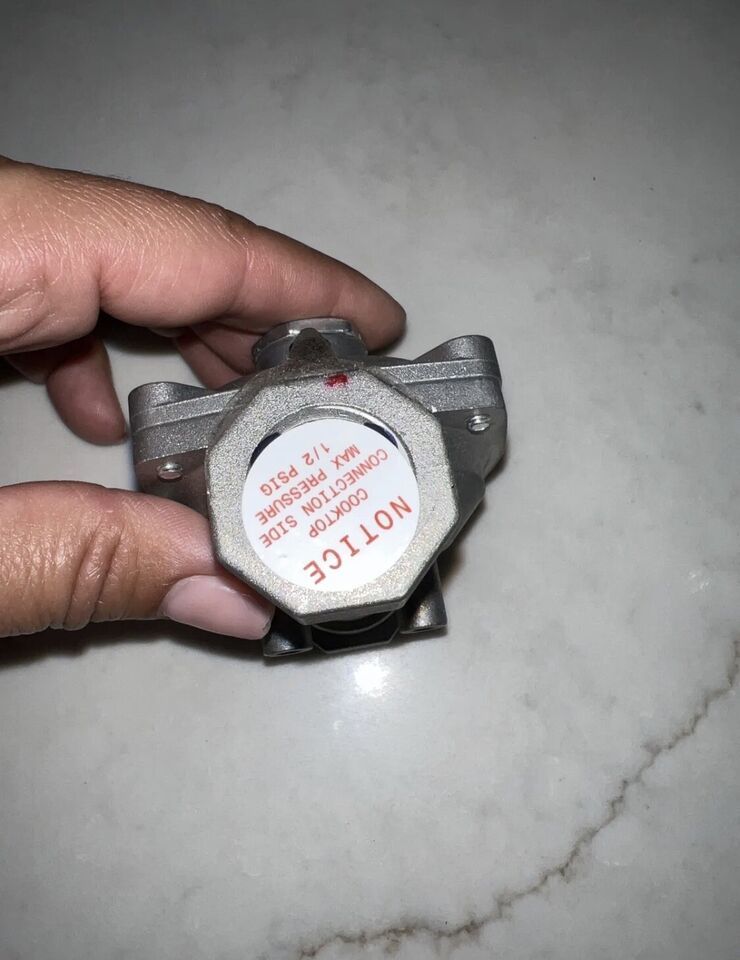 NOTICE
COOKTOP
CONNECTION SIDE
MAX PRESSURE
1/2 PSIG